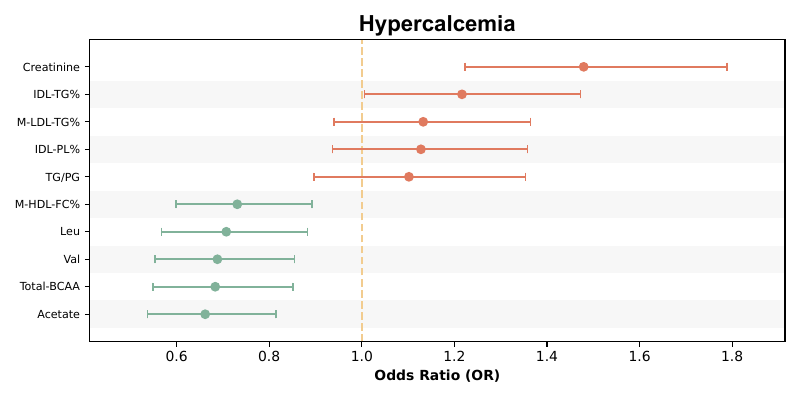 Hypercalcemia
Creatinine
IDL-TG%
M-LDL-TG%
IDL-PL%
TG/PG
M-HDL-FC%
Leu
Val
Total-BCAA
Acetate
0.6 0.8 1.0 1.2 1.4 1.6 1.8
Odds Ratio (OR)